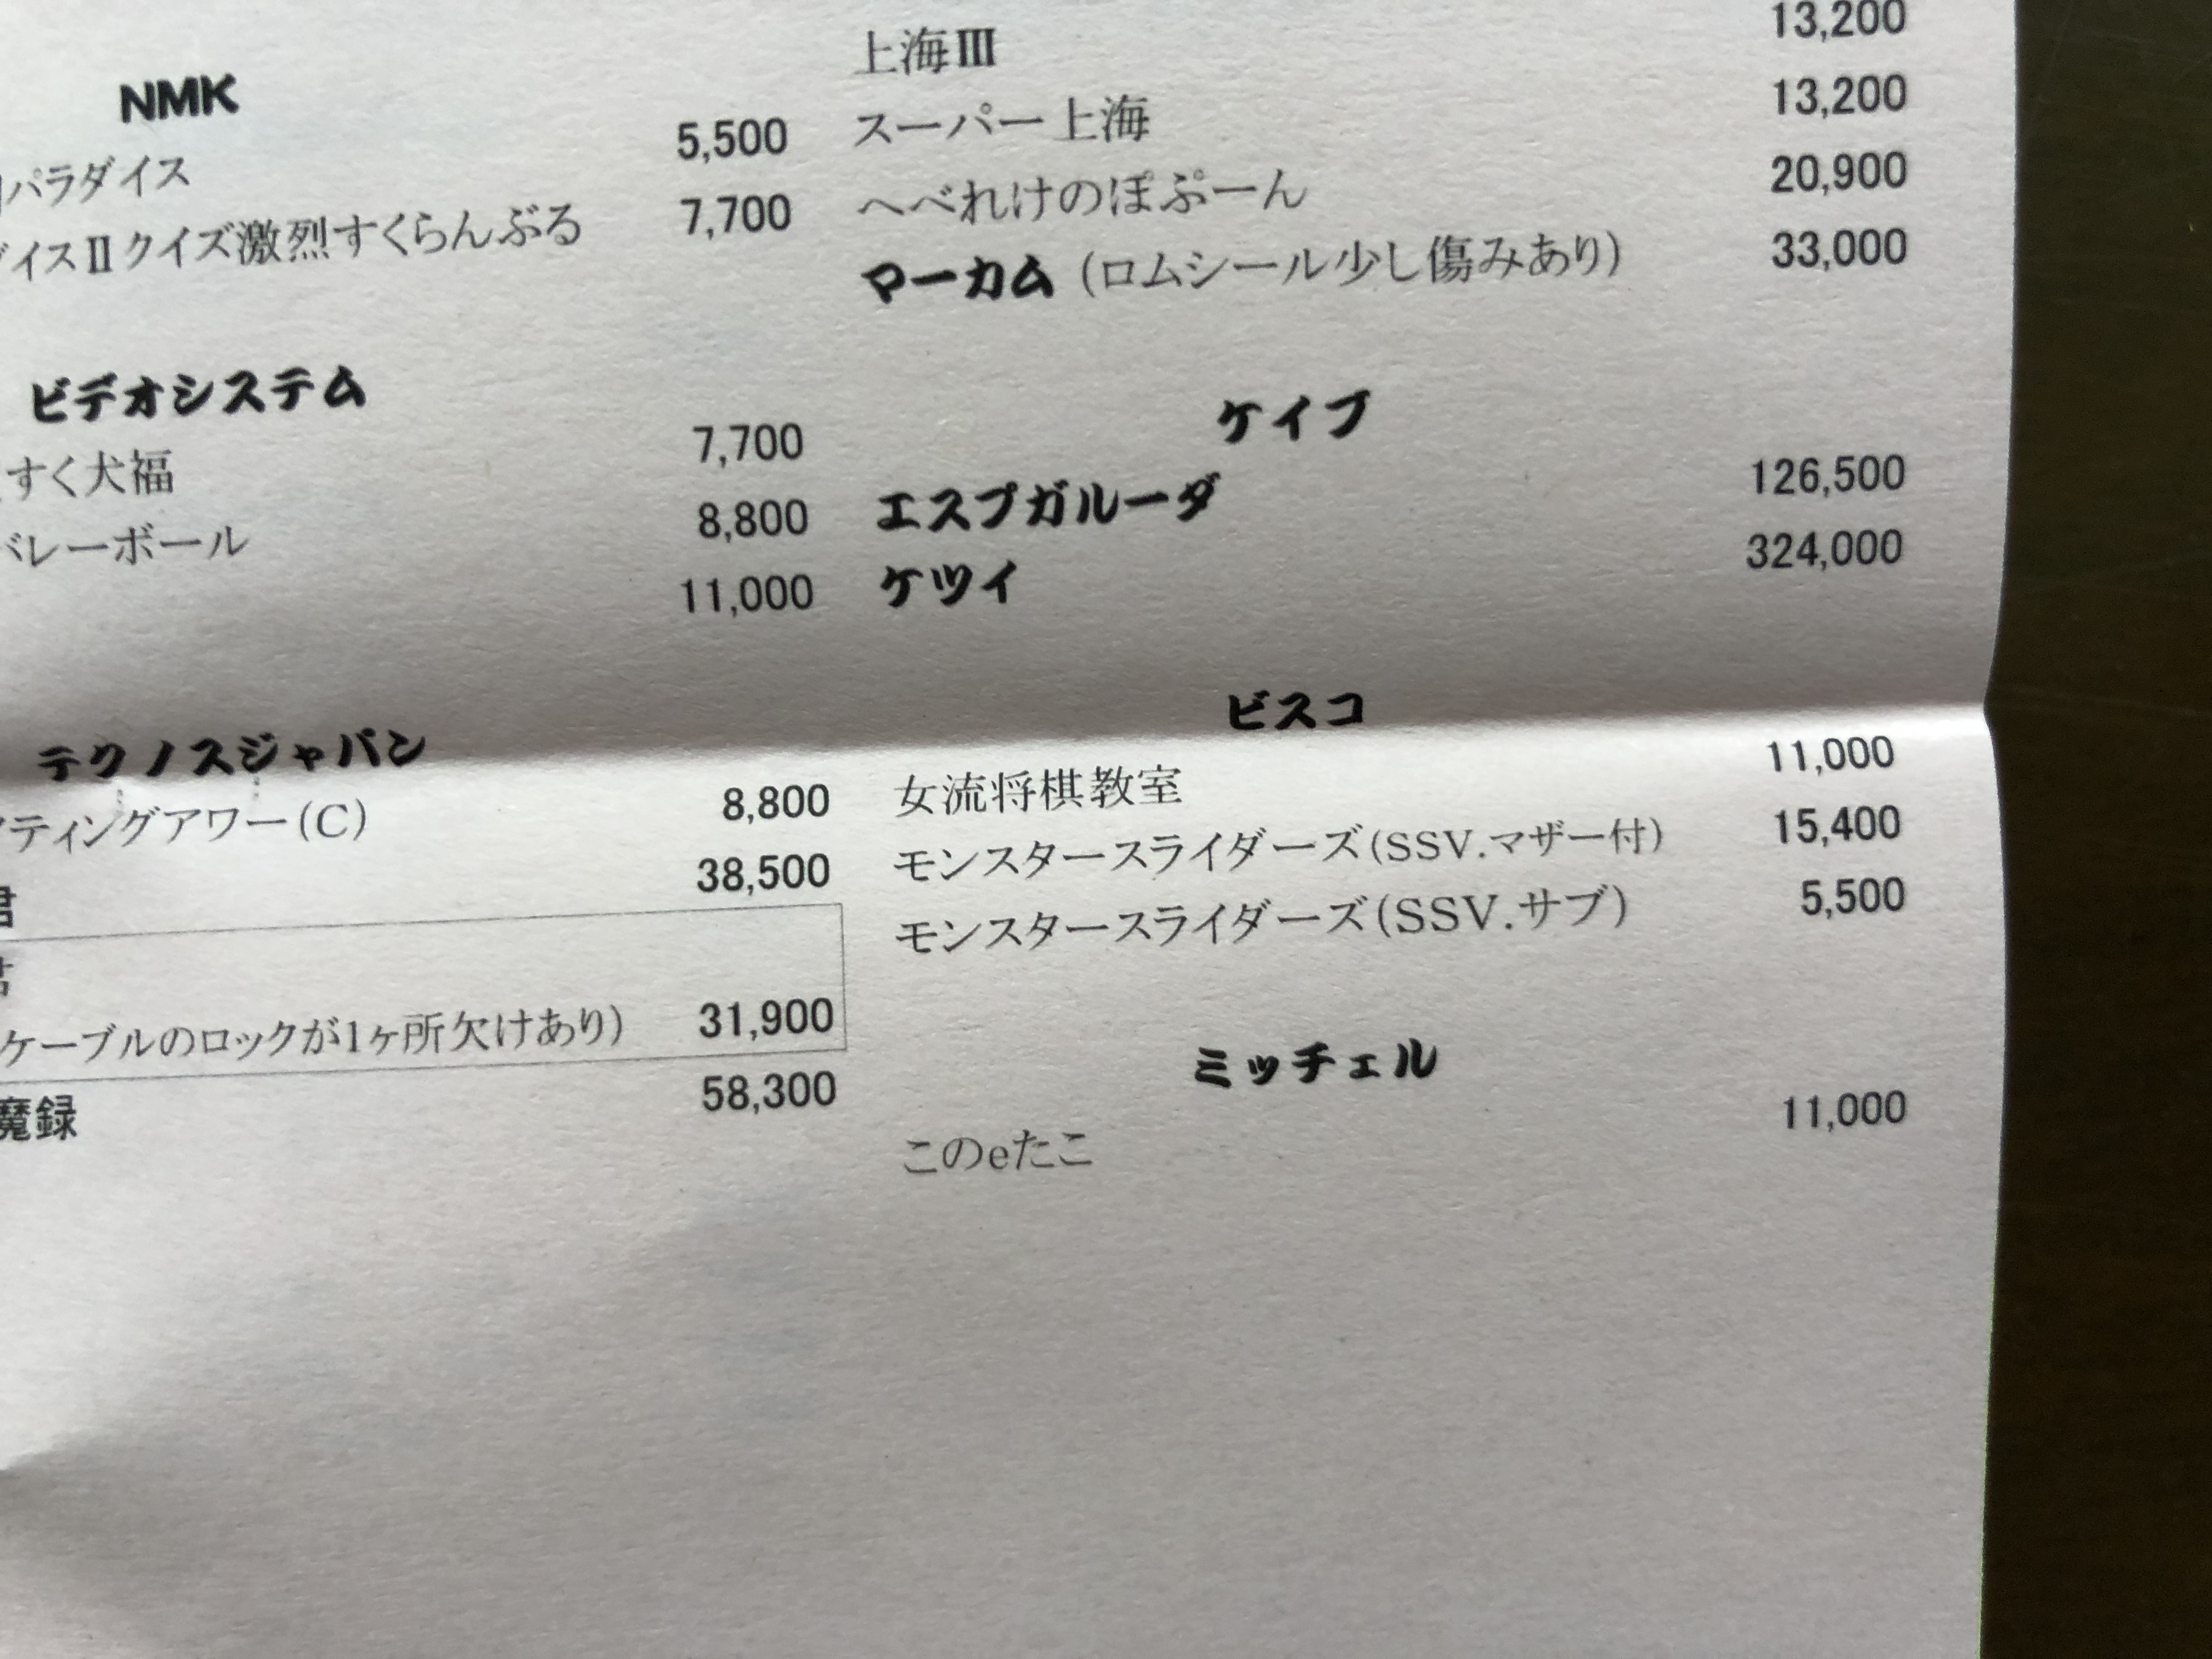 NMK
パラダイス 5,500
イスⅡクイズ激烈すくらんぶる 7,700
ビデオシステム
すく犬福 7,700
バレーボール 8,800
11,000
テクノスジャパン
ティングアワー(C) 8,800
君 38,500
ケーブルのロックが1ヶ所欠けあり) 31,900
魔録 58,300
上海Ⅲ 13,200
スーパー上海 13,200
へべれけのぽぷーん 20,900
マーカム (ロムシール少し傷みあり) 33,000
ケイブ
エスプガルーダ 126,500
ケツイ 324,000
ビスコ
女流将棋教室 11,000
モンスタースライダーズ(SSV.マザー付) 15,400
モンスタースライダーズ(SSV.サブ) 5,500
ミッチェル
このeたこ 11,000